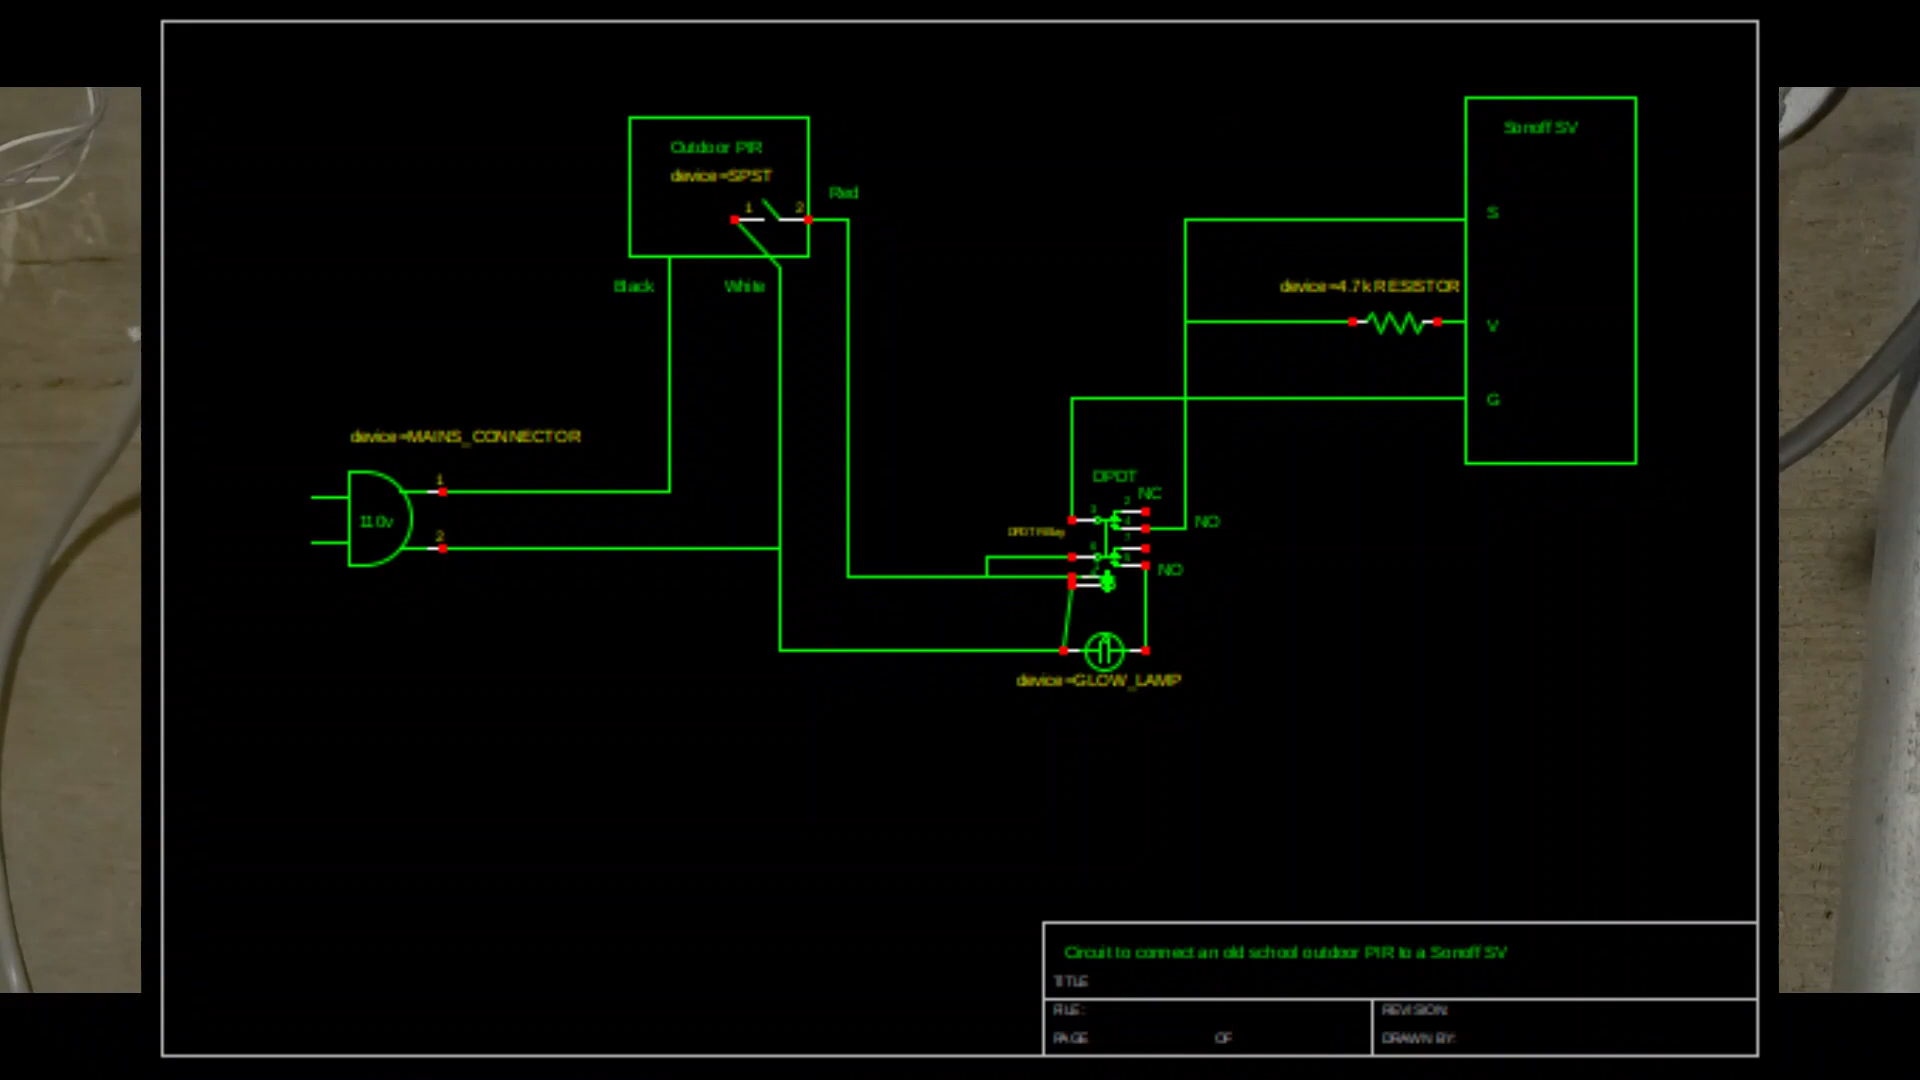 Outdoor PIR
device=SPST
1 2
Red
Black
White
Sonoff SV
S
device=4.7k RESISTOR
V
G
device=MAINS_CONNECTOR
1
110v
2
DPDT
NC
NO
DPDT Relay
NO
device=GLOW_LAMP
Circuit to connect an old school outdoor PIR to a Sonoff SV
TITLE
FILE:
REVISION:
PAGE
OF
DRAWN BY: